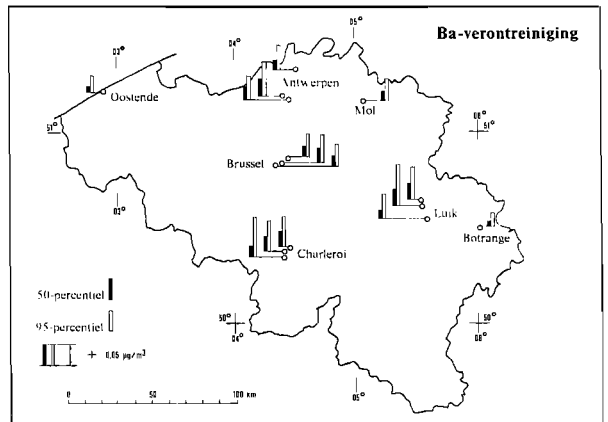 Ba-verontreiniging
03°
04°
05°
Oostende
Antwerpen
Mol
51°
06°
51°
Brussel
03°
Luik
Botrange
Charleroi
50-percentiel
95-percentiel
50°
04°
50°
06°
+ 0,05 µg/m³
05°
0 50 100 km